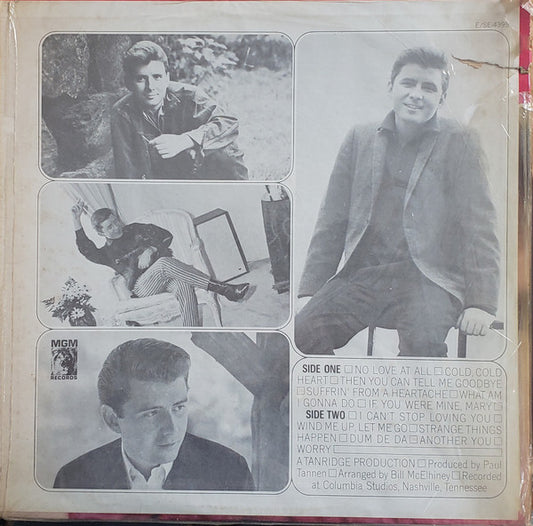 E/SE-4399
MGM
RECORDS
SIDE ONE □ NO LOVE AT ALL □ COLD, COLD
HEART □ THEN YOU CAN TELL ME GOODBYE
□ SUFFRIN' FROM A HEARTACHE □ WHAT AM
I GONNA DO □ IF YOU WERE MINE, MARY □
SIDE TWO □ I CAN'T STOP LOVING YOU □
WIND ME UP, LET ME GO □ STRANGE THINGS
HAPPEN □ DUM DE DA □ ANOTHER YOU □
WORRY
A TANRIDGE PRODUCTION □ Produced by Paul
Tannen □ Arranged by Bill McElhiney □ Recorded
at Columbia Studios, Nashville, Tennessee